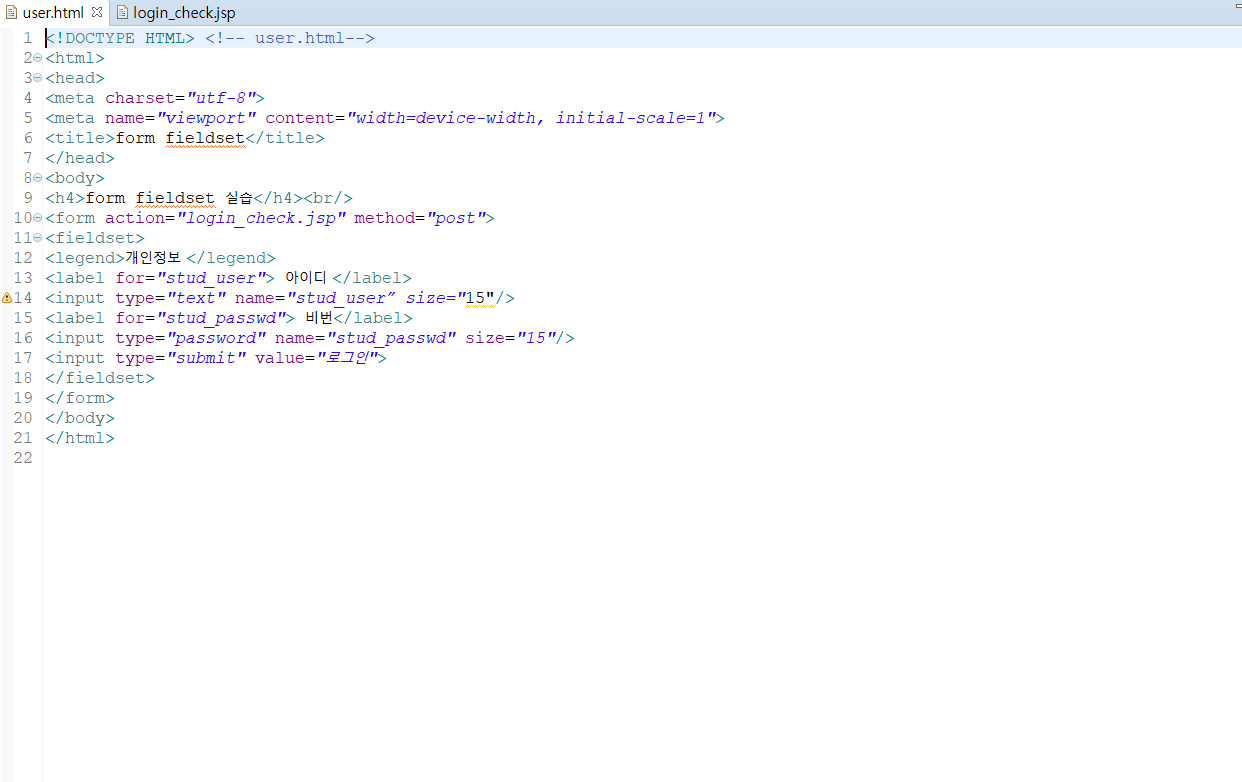 user.html login_check.jsp
1 <!DOCTYPE HTML> <!-- user.html-->
2 <html>
3 <head>
4 <meta charset="utf-8">
5 <meta name="viewport" content="width=device-width, initial-scale=1">
6 <title>form fieldset</title>
7 </head>
8 <body>
9 <h4>form fieldset 실습</h4><br/>
10 <form action="login_check.jsp" method="post">
11 <fieldset>
12 <legend>개인정보 </legend>
13 <label for="stud_user"> 아이디 </label>
14 <input type="text" name="stud_user″ size="15"/>
15 <label for="stud_passwd"> 비번</label>
16 <input type="password" name="stud_passwd" size="15"/>
17 <input type="submit" value="로그인">
18 </fieldset>
19 </form>
20 </body>
21 </html>
22